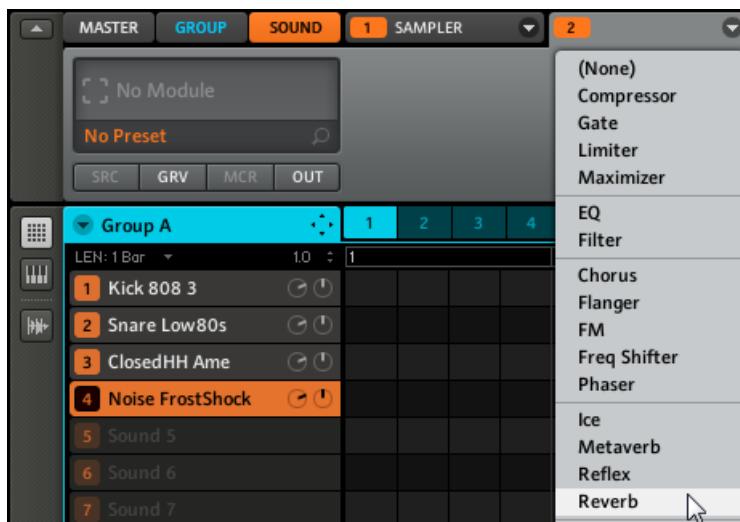 MASTER GROUP SOUND 1 SAMPLER 2
No Module
No Preset
SRC GRV MCR OUT
(None)
Compressor
Gate
Limiter
Maximizer
EQ
Filter
Chorus
Flanger
FM
Freq Shifter
Phaser
Ice
Metaverb
Reflex
Reverb
Group A 1 2 3 4
LEN: 1 Bar 1.0 1
1 Kick 808 3
2 Snare Low80s
3 ClosedHH Ame
4 Noise FrostShock
5 Sound 5
6 Sound 6
7 Sound 7